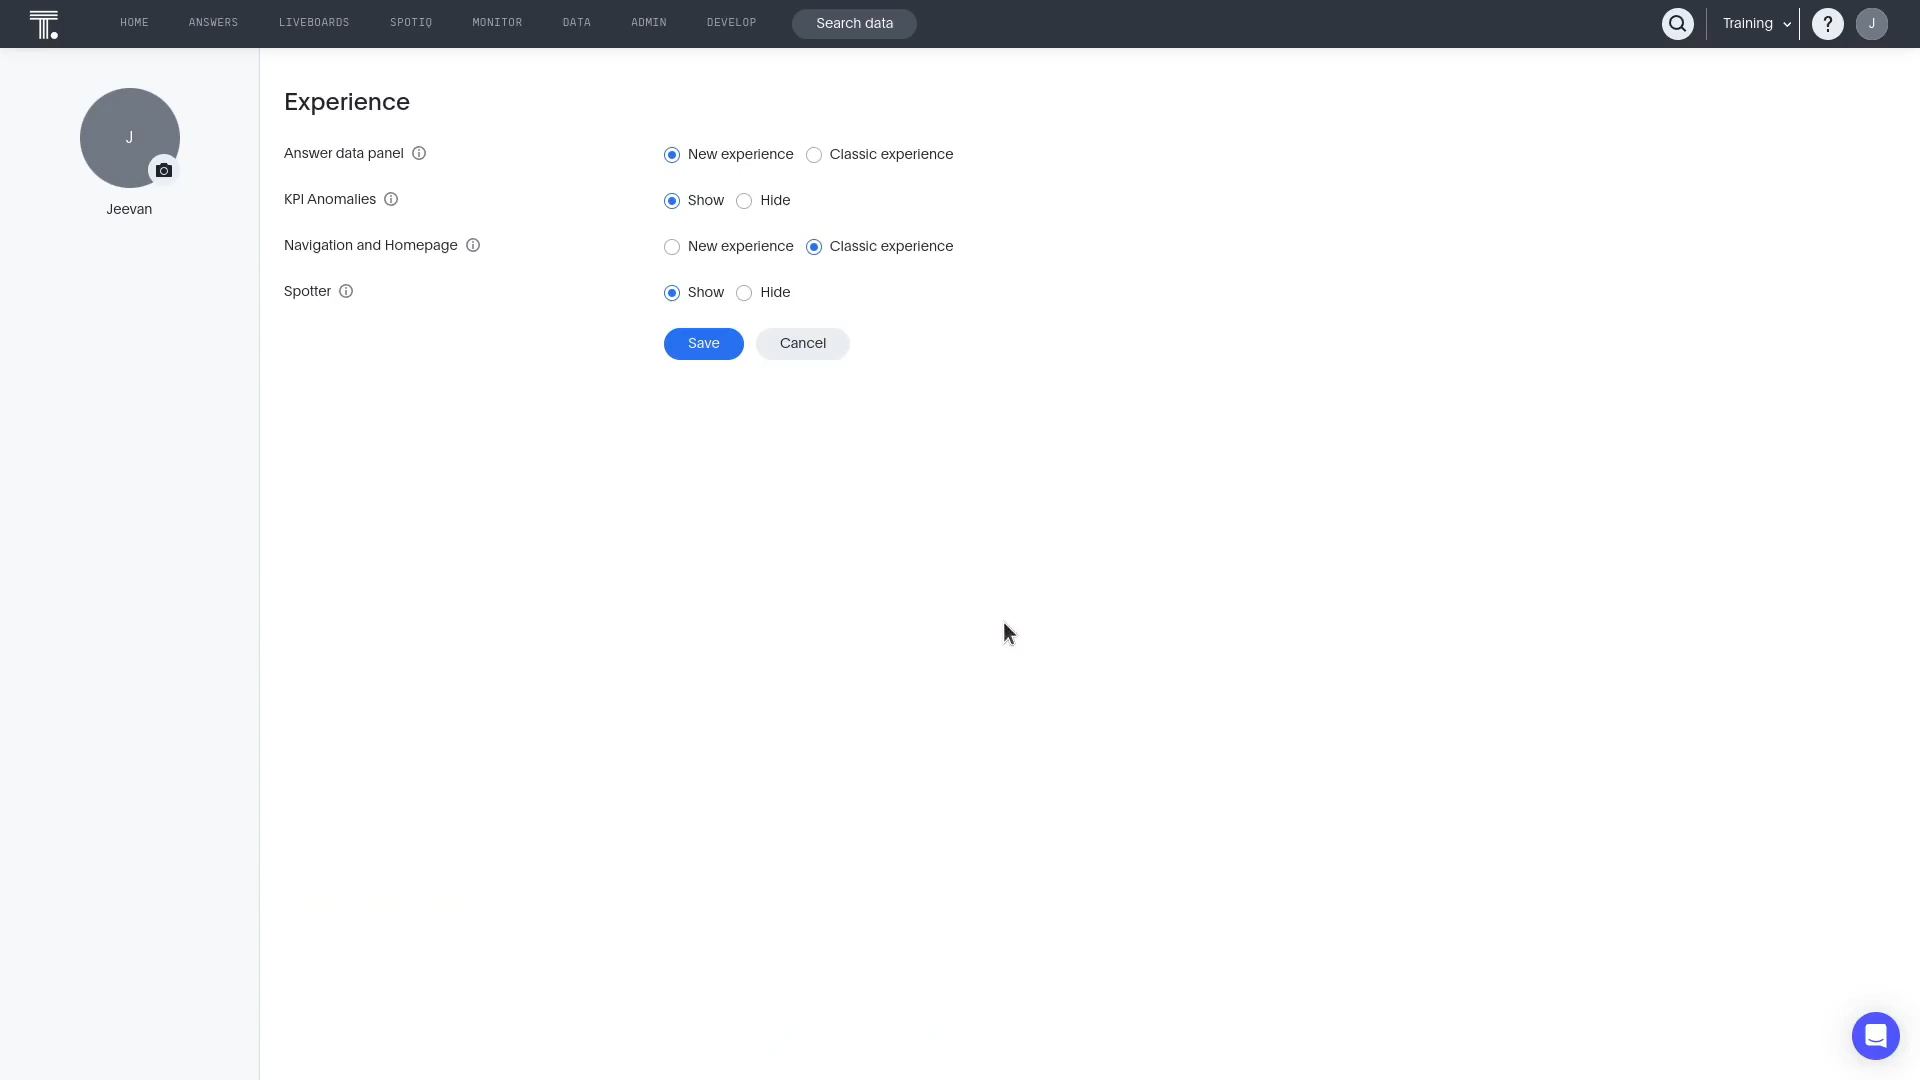 HOME ANSWERS LIVEBOARDS SPOTIQ MONITOR DATA ADMIN DEVELOP Search data Training ? J
J
Jeevan
Experience
Answer data panel New experience Classic experience
KPI Anomalies Show Hide
Navigation and Homepage New experience Classic experience
Spotter Show Hide
Save Cancel